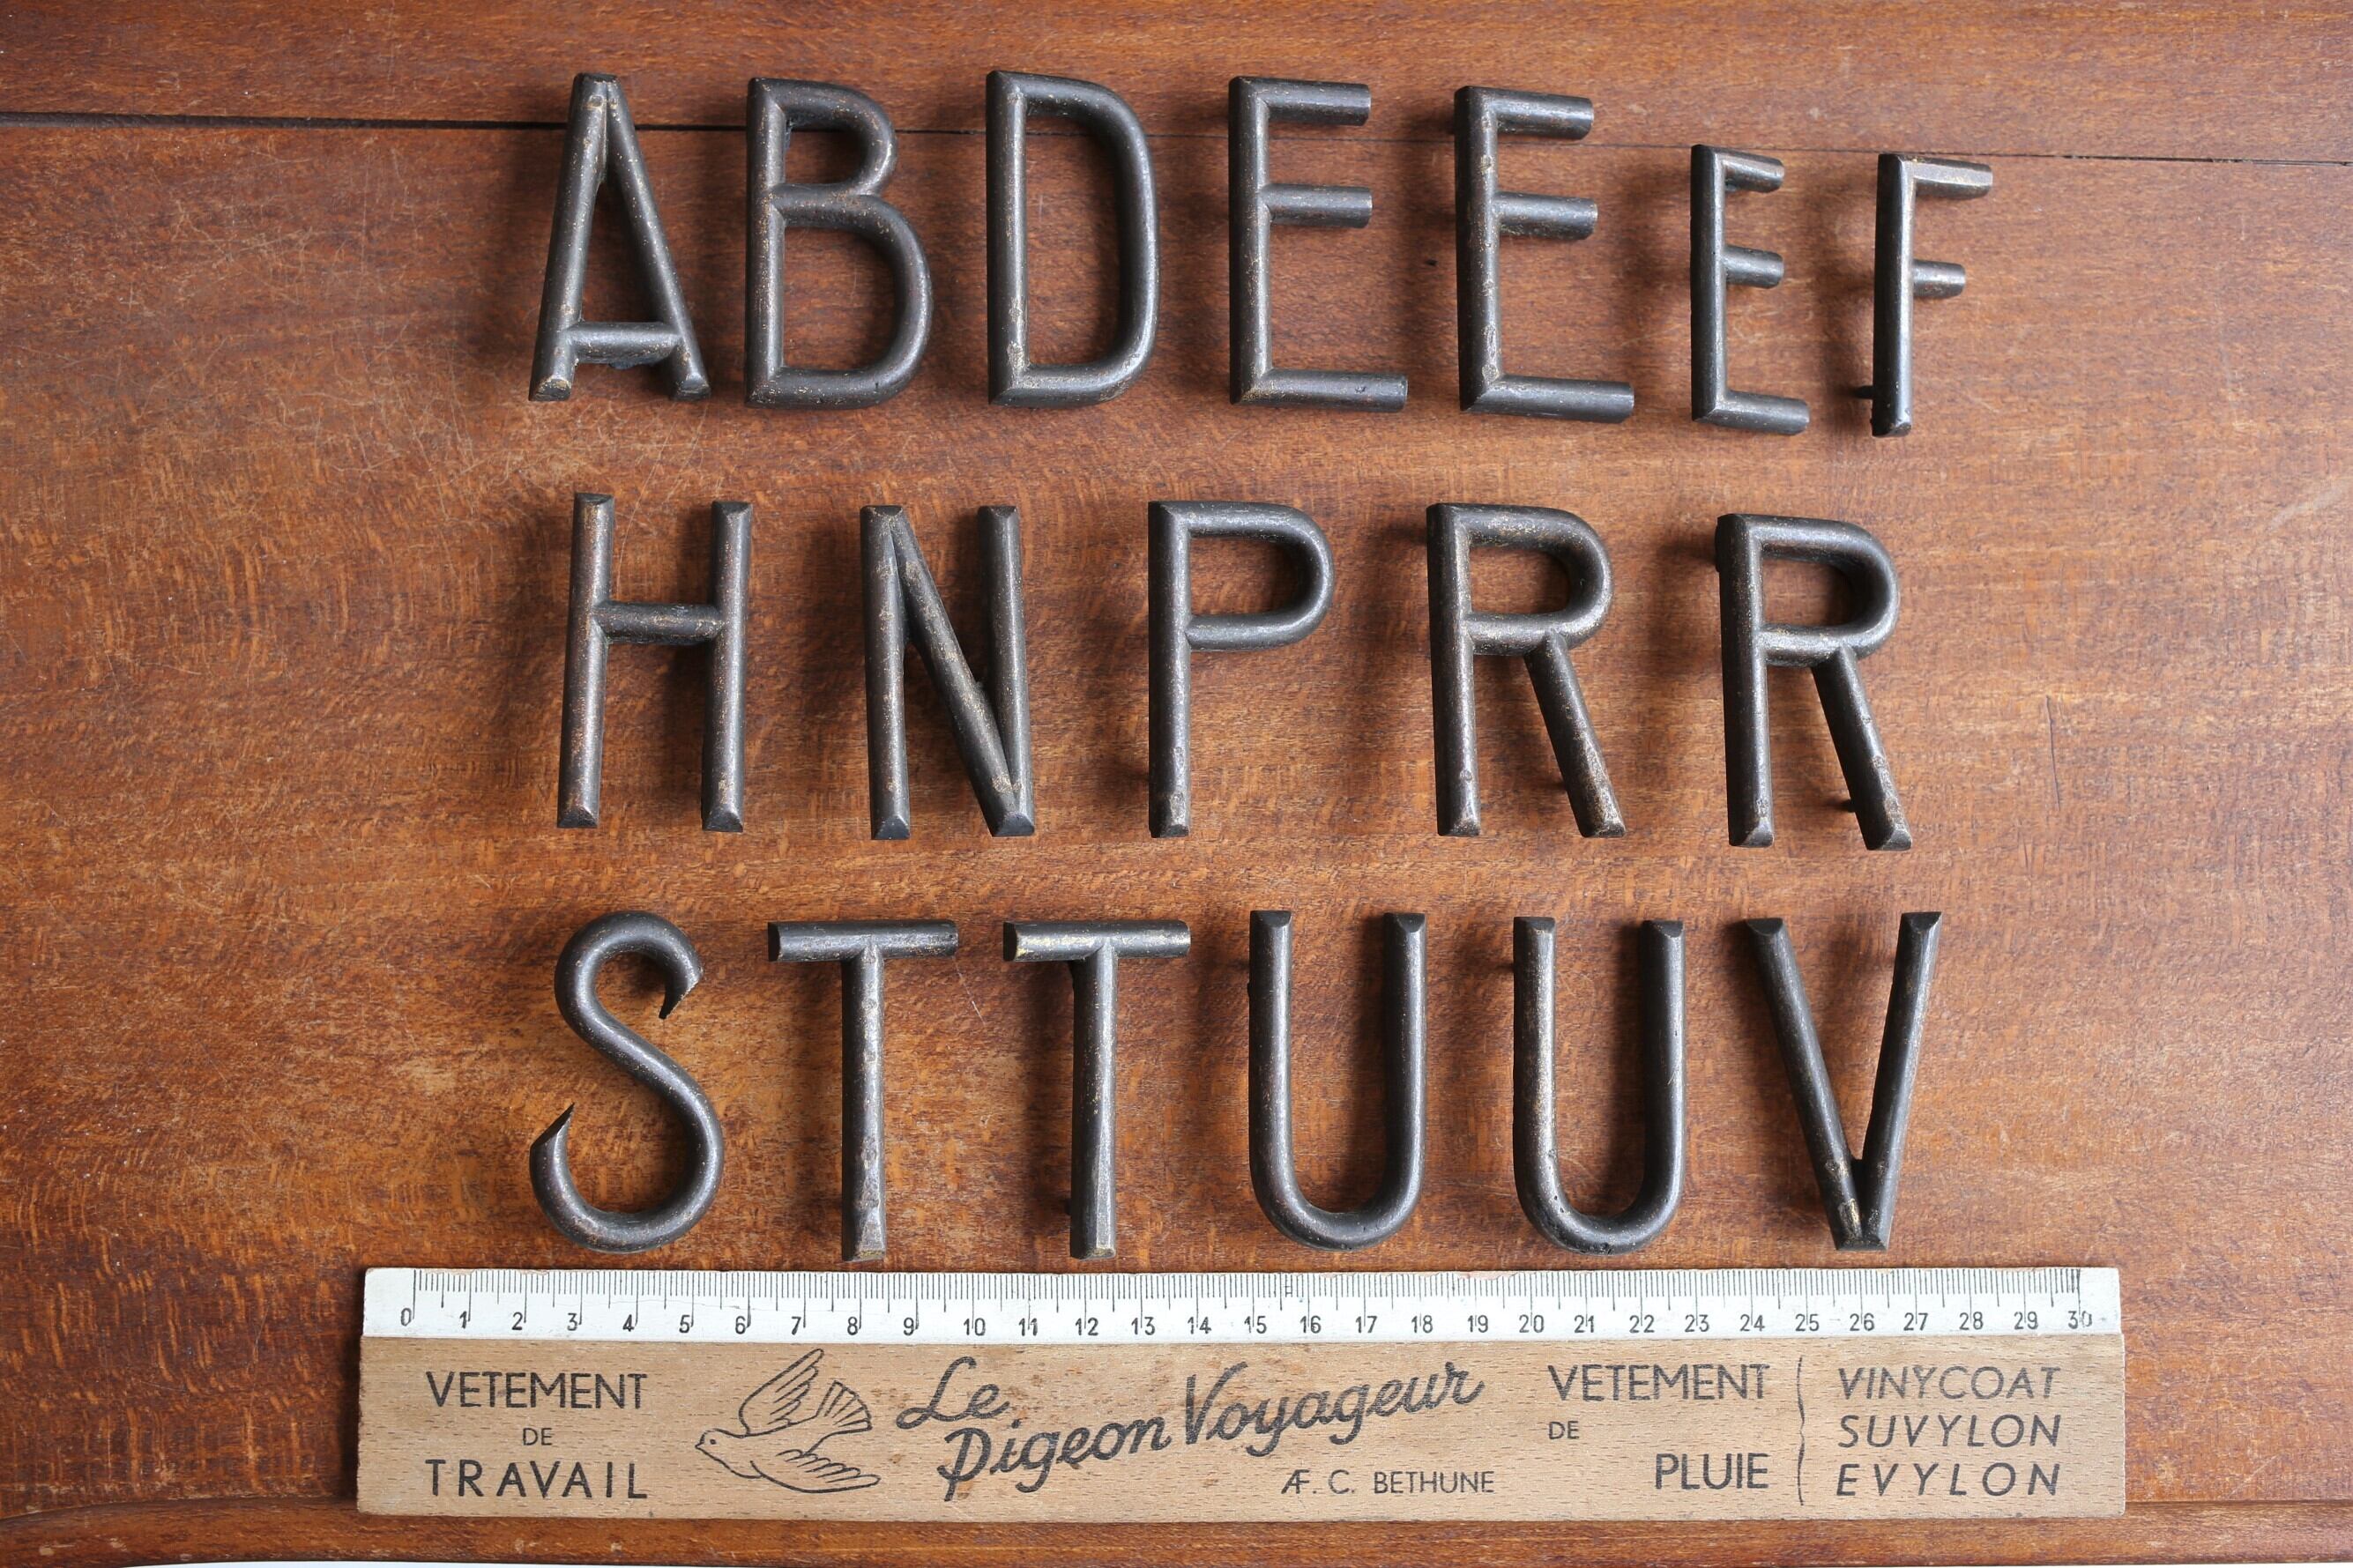 ABDEEEF
HNPRR
STTUUV
0 1 2 3 4 5 6 7 8 9 10 11 12 13 14 15 16 17 18 19 20 21 22 23 24 25 26 27 28 29 30
VETEMENT
DE
TRAVAIL
Le
Pigeon Voyageur
Æ. C. BETHUNE
VETEMENT
DE
PLUIE
VINYCOAT
SUVYLON
EVYLON